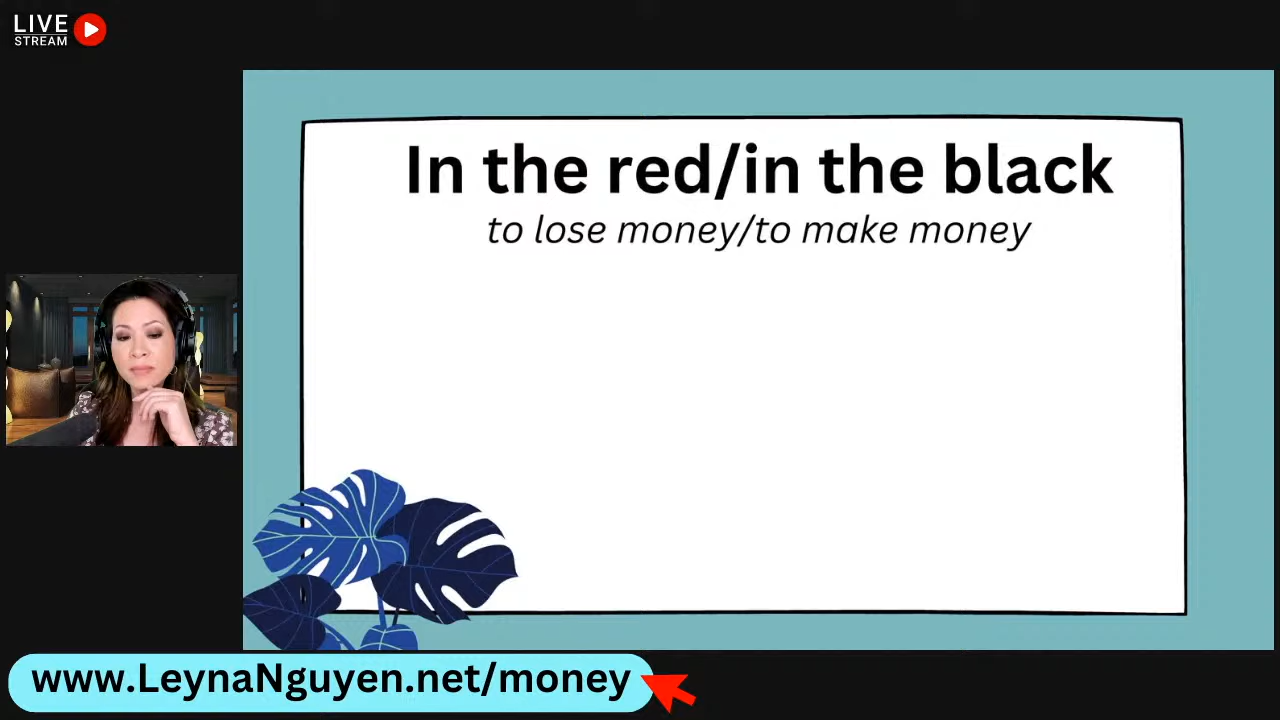 LIVE
STREAM
In the red/in the black
to lose money/to make money
www.LeynaNguyen.net/money